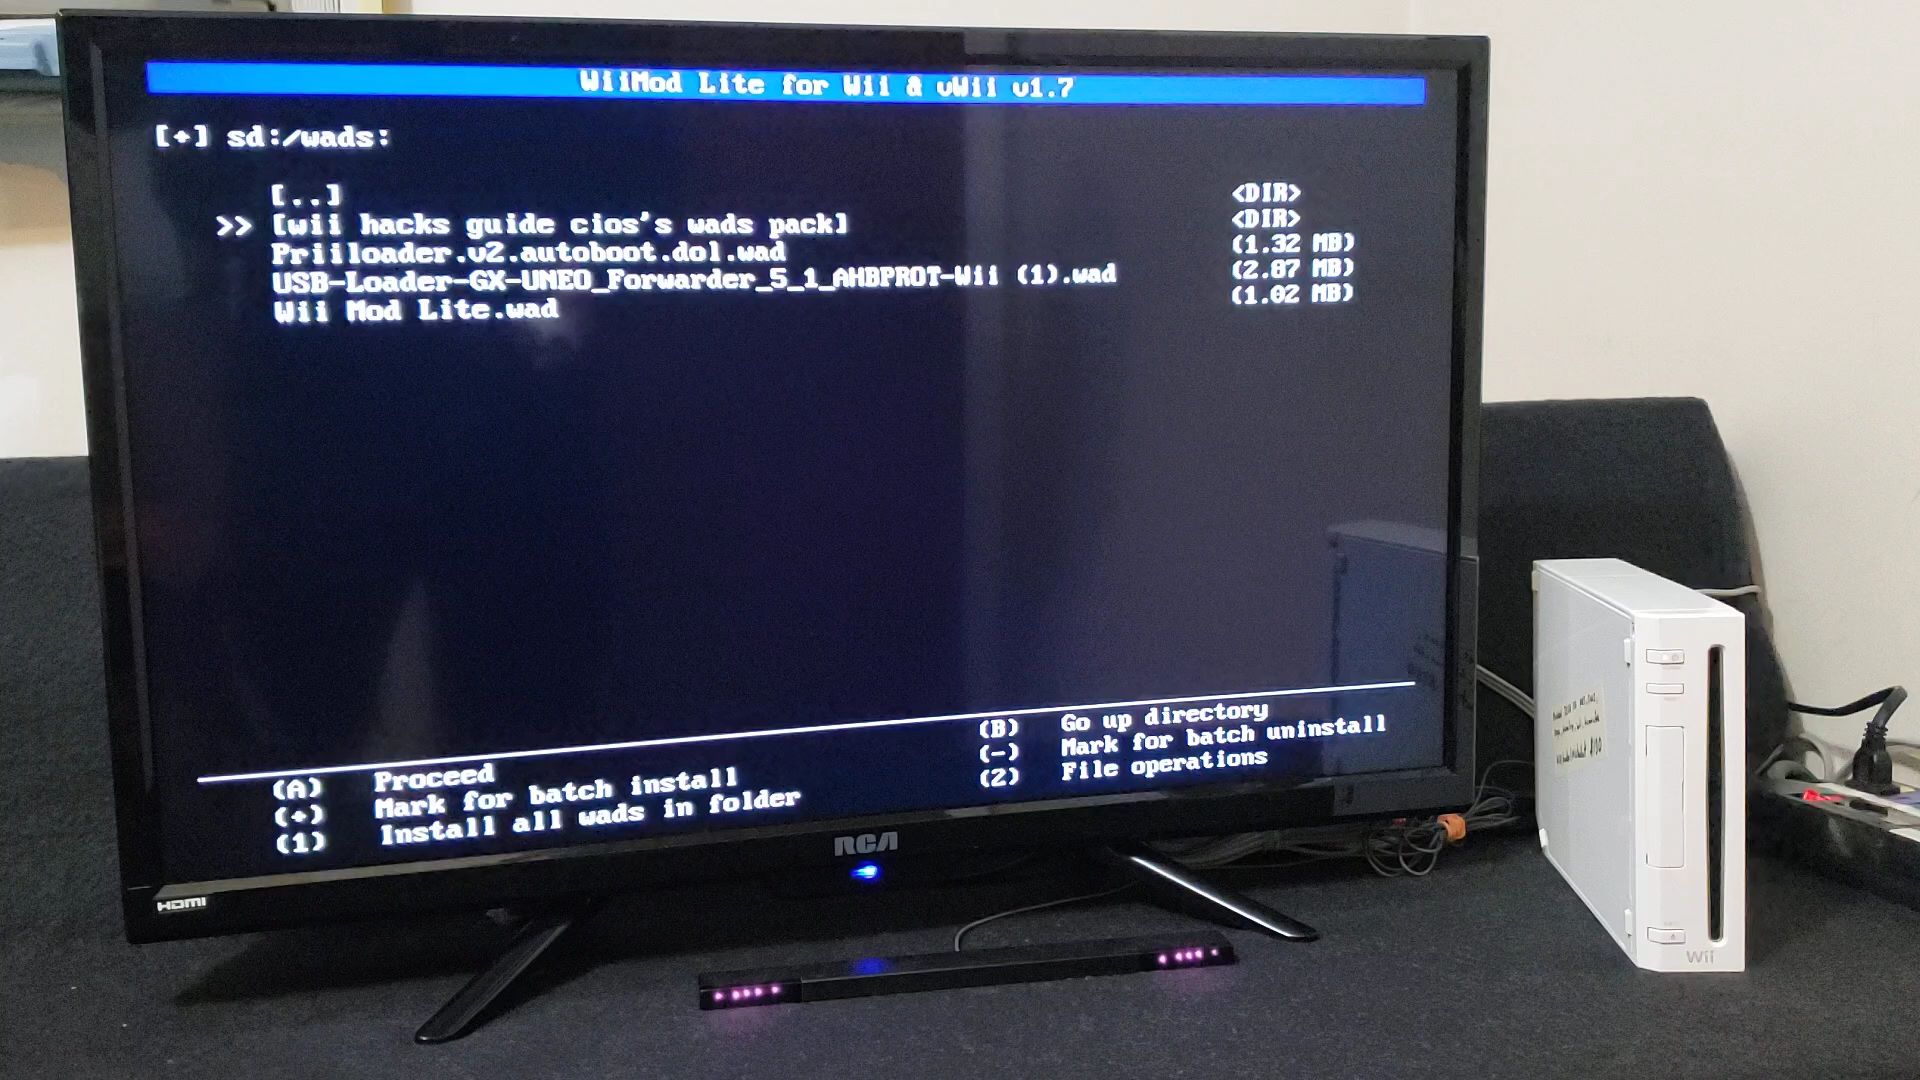 WiiMod Lite for Wii & vWii v1.7
[+] sd:/wads:
[..] <DIR>
>> [wii hacks guide cios's wads pack] <DIR>
Priiloader.v2.autoboot.dol.wad (1.32 MB)
USB-Loader-GX-UNEO_Forwarder_5_1_AHBPROT-Wii (1).wad (2.87 MB)
Wii Mod Lite.wad (1.02 MB)
(A) Proceed (B) Go up directory
(+) Mark for batch install (-) Mark for batch uninstall
(1) Install all wads in folder (2) File operations
RCA
HDMI
Wii